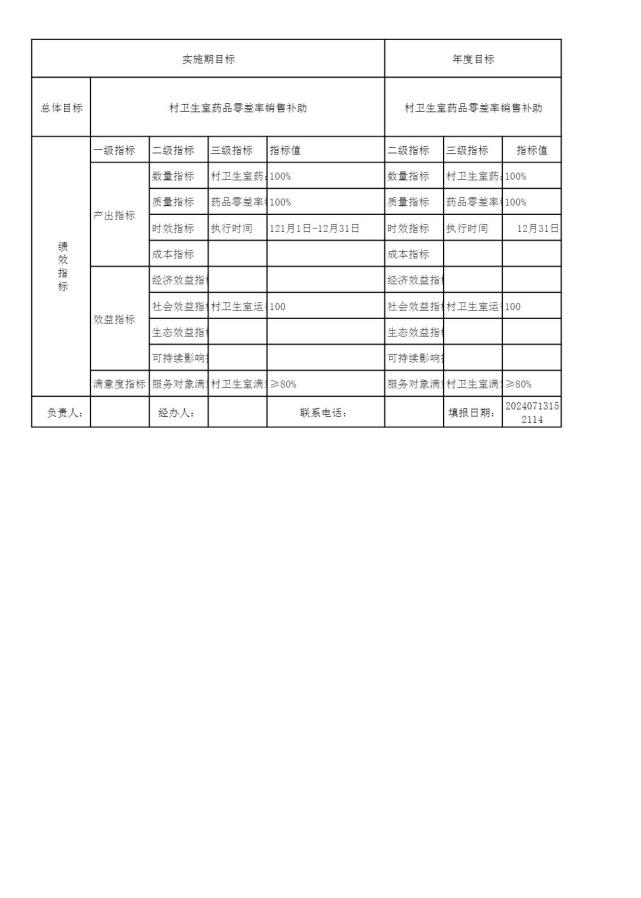 实施期目标 年度目标
总体目标 村卫生室药品零差率销售补助 村卫生室药品零差率销售补助
绩效指标
一级指标 二级指标 三级指标 指标值 二级指标 三级指标 指标值
产出指标
数量指标 村卫生室药 100% 数量指标 村卫生室药 100%
质量指标 药品零差率 100% 质量指标 药品零差率 100%
时效指标 执行时间 121月1日-12月31日 时效指标 执行时间 12月31日
成本指标 成本指标
效益指标
经济效益指 经济效益指
社会效益指 村卫生室运 100 社会效益指 村卫生室运 100
生态效益指 生态效益指
可持续影响 可持续影响
满意度指标 服务对象满 村卫生室满 ≥80% 服务对象满 村卫生室满 ≥80%
负责人: 经办人: 联系电话: 填报日期: 2024071315
2114